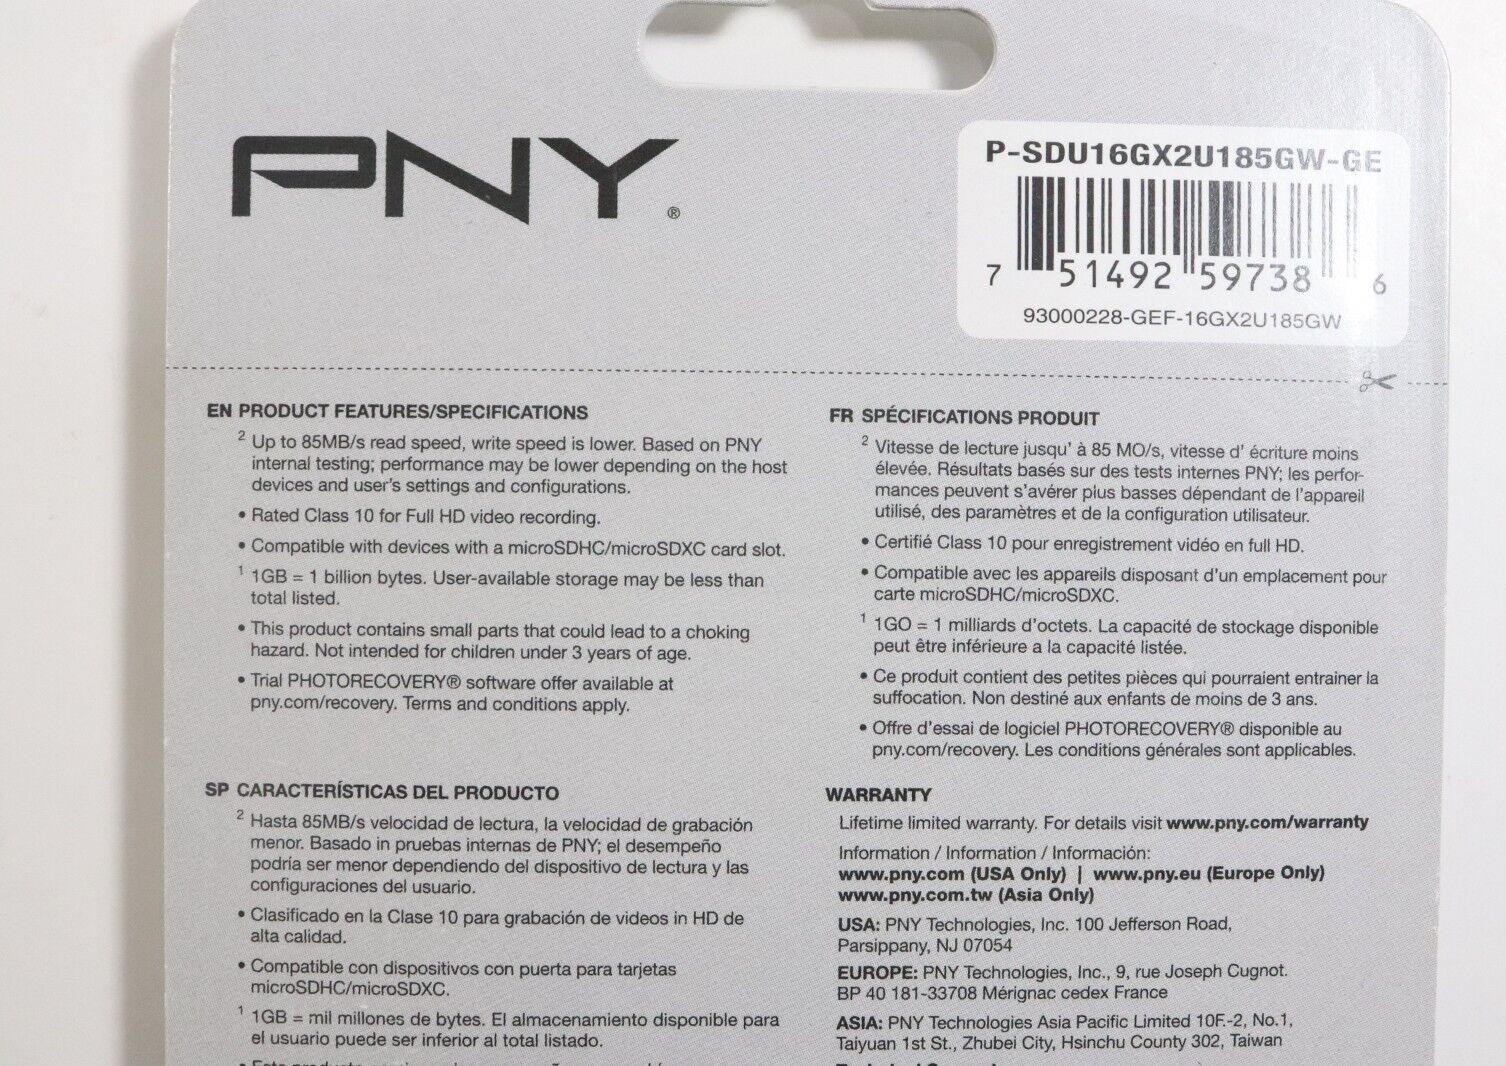 PNY®
P-SDU16GX2U185GW-GE
7 51492 59738 6
93000228-GEF-16GX2U185GW
EN PRODUCT FEATURES/SPECIFICATIONS
2 Up to 85MB/s read speed, write speed is lower. Based on PNY
internal testing; performance may be lower depending on the host
devices and user's settings and configurations.
• Rated Class 10 for Full HD video recording.
• Compatible with devices with a microSDHC/microSDXC card slot.
1 1GB = 1 billion bytes. User-available storage may be less than
total listed.
• This product contains small parts that could lead to a choking
hazard. Not intended for children under 3 years of age.
• Trial PHOTORECOVERY® software offer available at
pny.com/recovery. Terms and conditions apply.
FR SPÉCIFICATIONS PRODUIT
2 Vitesse de lecture jusqu' à 85 MO/s, vitesse d' écriture moins
élevée. Résultats basés sur des tests internes PNY; les perfor-
mances peuvent s'avérer plus basses dépendant de l'appareil
utilisé, des paramètres et de la configuration utilisateur.
• Certifié Class 10 pour enregistrement vidéo en full HD.
• Compatible avec les appareils disposant d'un emplacement pour
carte microSDHC/microSDXC.
1 1GO = 1 milliards d'octets. La capacité de stockage disponible
peut être inférieure a la capacité listée.
• Ce produit contient des petites pièces qui pourraient entrainer la
suffocation. Non destiné aux enfants de moins de 3 ans.
• Offre d'essai de logiciel PHOTORECOVERY® disponible au
pny.com/recovery. Les conditions générales sont applicables.
SP CARACTERÍSTICAS DEL PRODUCTO
2 Hasta 85MB/s velocidad de lectura, la velocidad de grabación
menor. Basado in pruebas internas de PNY; el desempeño
podría ser menor dependiendo del dispositivo de lectura y las
configuraciones del usuario.
• Clasificado en la Clase 10 para grabación de videos in HD de
alta calidad.
• Compatible con dispositivos con puerta para tarjetas
microSDHC/microSDXC.
1 1GB = mil millones de bytes. El almacenamiento disponible para
el usuario puede ser inferior al total listado.
WARRANTY
Lifetime limited warranty. For details visit www.pny.com/warranty
Information / Information / Información:
www.pny.com (USA Only) | www.pny.eu (Europe Only)
www.pny.com.tw (Asia Only)
USA: PNY Technologies, Inc. 100 Jefferson Road,
Parsippany, NJ 07054
EUROPE: PNY Technologies, Inc., 9, rue Joseph Cugnot.
BP 40 181-33708 Mérignac cedex France
ASIA: PNY Technologies Asia Pacific Limited 10F.-2, No.1,
Taiyuan 1st St., Zhubei City, Hsinchu County 302, Taiwan